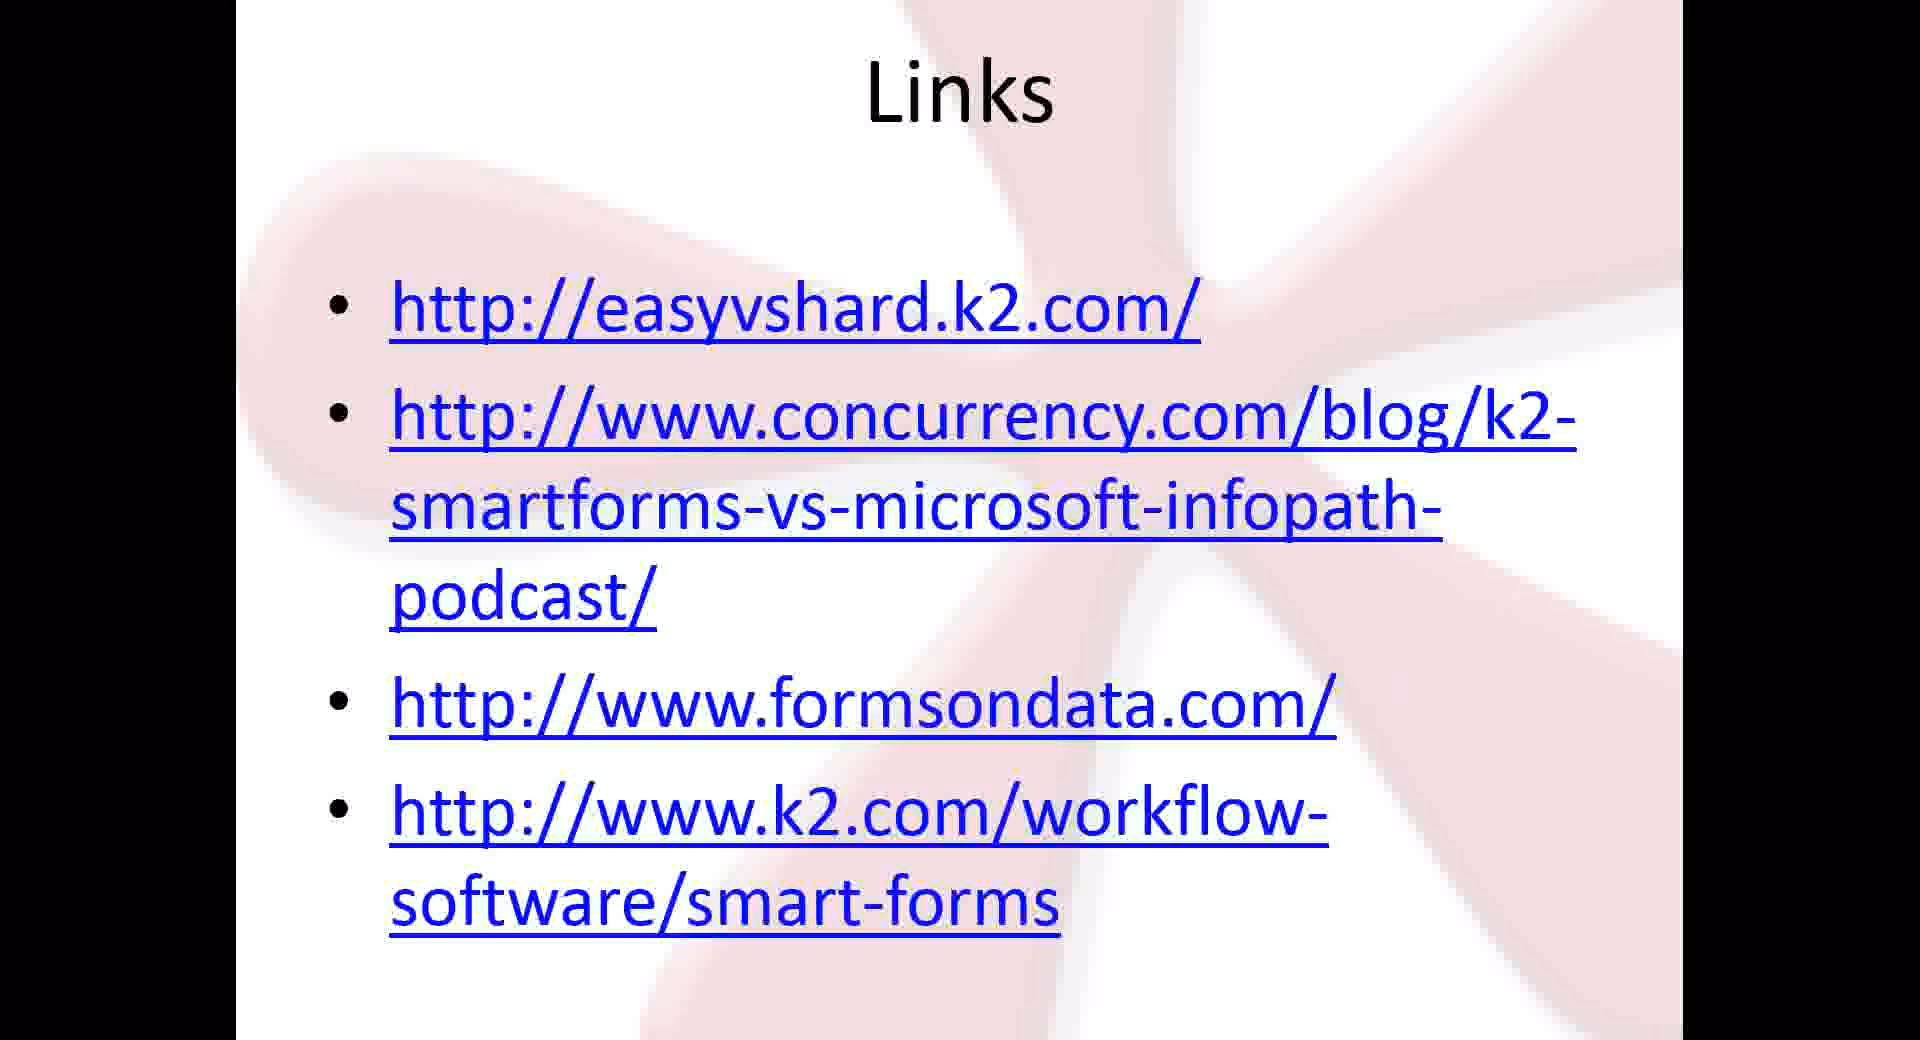 Links
• http://easyvshard.k2.com/
• http://www.concurrency.com/blog/k2-
smartforms-vs-microsoft-infopath-
podcast/
• http://www.formsondata.com/
• http://www.k2.com/workflow-
software/smart-forms